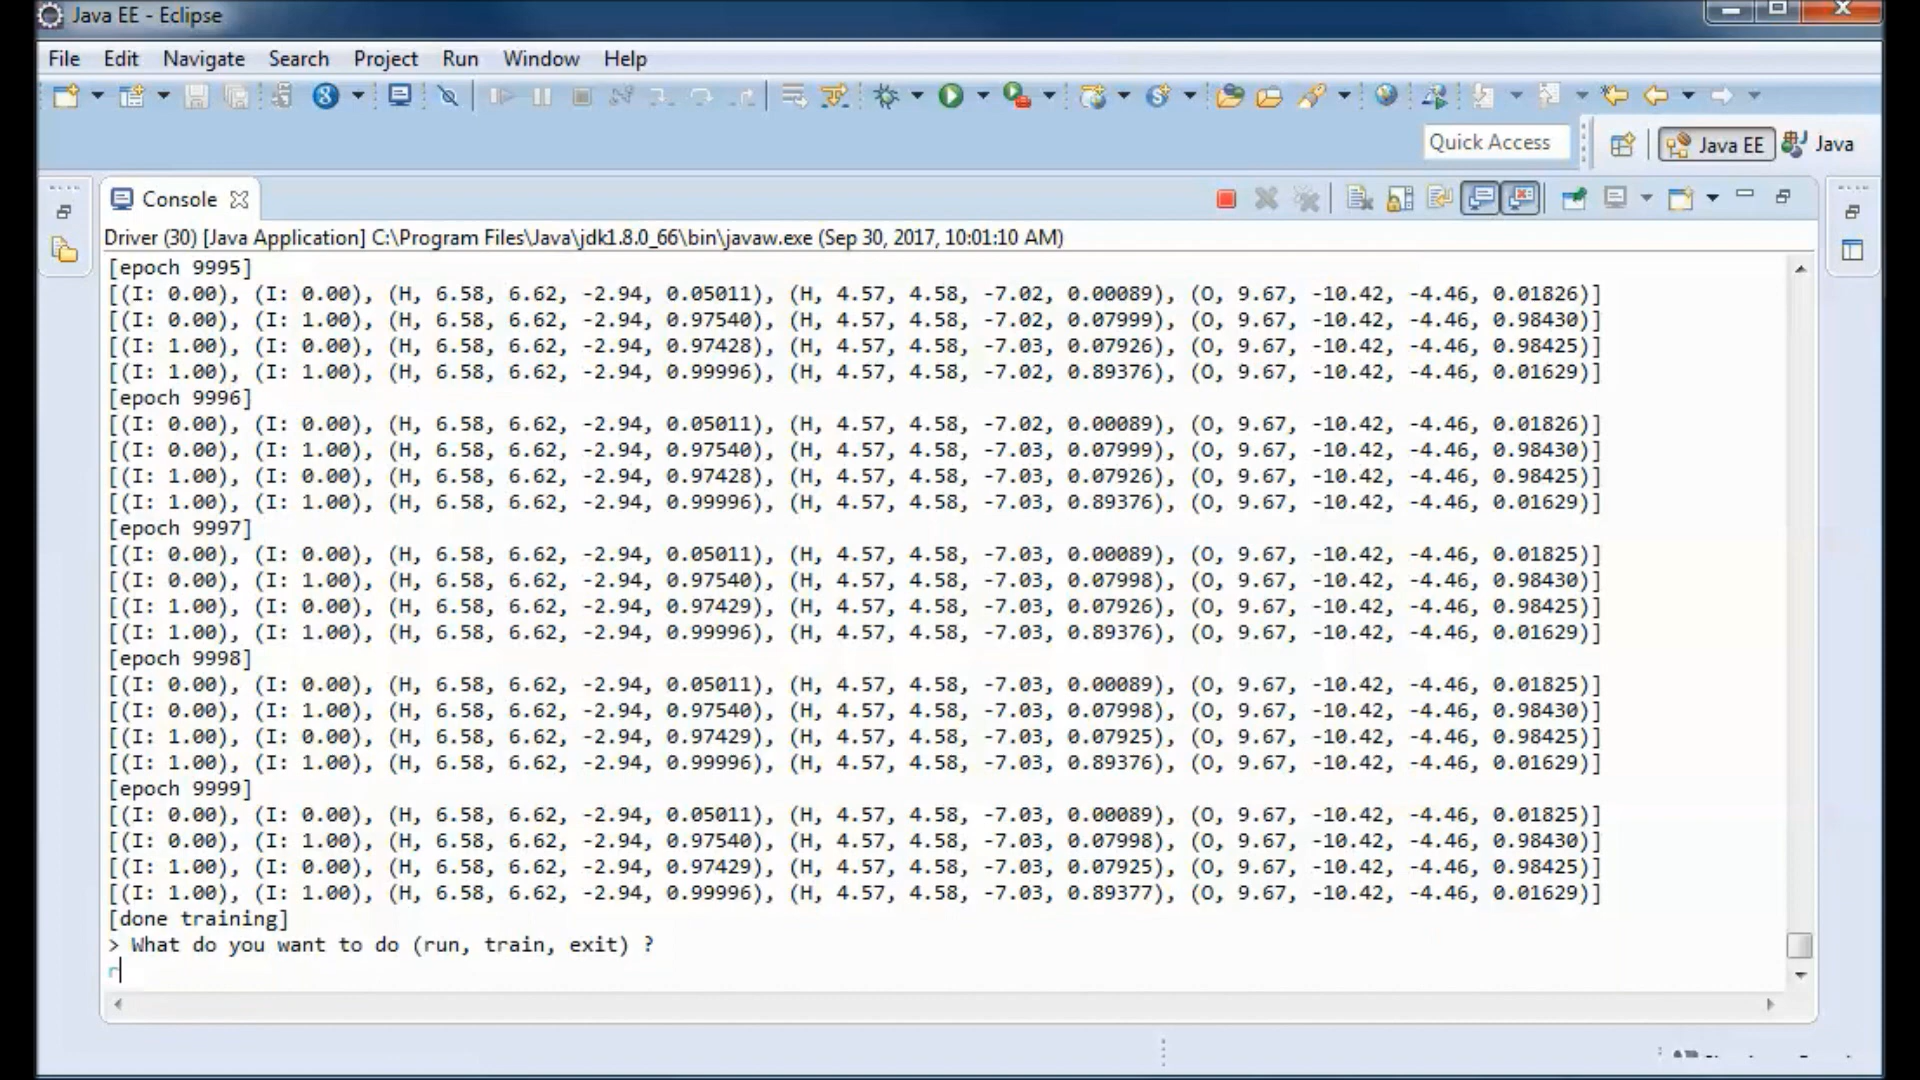 Java EE - Eclipse
File Edit Navigate Search Project Run Window Help
Quick Access
Java EE
Java
Console
Driver (30) [Java Application] C:\Program Files\Java\jdk1.8.0_66\bin\javaw.exe (Sep 30, 2017, 10:01:10 AM)
[epoch 9995]
[(I: 0.00), (I: 0.00), (H, 6.58, 6.62, -2.94, 0.05011), (H, 4.57, 4.58, -7.02, 0.00089), (O, 9.67, -10.42, -4.46, 0.01826)]
[(I: 0.00), (I: 1.00), (H, 6.58, 6.62, -2.94, 0.97540), (H, 4.57, 4.58, -7.02, 0.07999), (O, 9.67, -10.42, -4.46, 0.98430)]
[(I: 1.00), (I: 0.00), (H, 6.58, 6.62, -2.94, 0.97428), (H, 4.57, 4.58, -7.03, 0.07926), (O, 9.67, -10.42, -4.46, 0.98425)]
[(I: 1.00), (I: 1.00), (H, 6.58, 6.62, -2.94, 0.99996), (H, 4.57, 4.58, -7.02, 0.89376), (O, 9.67, -10.42, -4.46, 0.01629)]
[epoch 9996]
[(I: 0.00), (I: 0.00), (H, 6.58, 6.62, -2.94, 0.05011), (H, 4.57, 4.58, -7.02, 0.00089), (O, 9.67, -10.42, -4.46, 0.01826)]
[(I: 0.00), (I: 1.00), (H, 6.58, 6.62, -2.94, 0.97540), (H, 4.57, 4.58, -7.03, 0.07999), (O, 9.67, -10.42, -4.46, 0.98430)]
[(I: 1.00), (I: 0.00), (H, 6.58, 6.62, -2.94, 0.97428), (H, 4.57, 4.58, -7.03, 0.07926), (O, 9.67, -10.42, -4.46, 0.98425)]
[(I: 1.00), (I: 1.00), (H, 6.58, 6.62, -2.94, 0.99996), (H, 4.57, 4.58, -7.03, 0.89376), (O, 9.67, -10.42, -4.46, 0.01629)]
[epoch 9997]
[(I: 0.00), (I: 0.00), (H, 6.58, 6.62, -2.94, 0.05011), (H, 4.57, 4.58, -7.03, 0.00089), (O, 9.67, -10.42, -4.46, 0.01825)]
[(I: 0.00), (I: 1.00), (H, 6.58, 6.62, -2.94, 0.97540), (H, 4.57, 4.58, -7.03, 0.07998), (O, 9.67, -10.42, -4.46, 0.98430)]
[(I: 1.00), (I: 0.00), (H, 6.58, 6.62, -2.94, 0.97429), (H, 4.57, 4.58, -7.03, 0.07926), (O, 9.67, -10.42, -4.46, 0.98425)]
[(I: 1.00), (I: 1.00), (H, 6.58, 6.62, -2.94, 0.99996), (H, 4.57, 4.58, -7.03, 0.89376), (O, 9.67, -10.42, -4.46, 0.01629)]
[epoch 9998]
[(I: 0.00), (I: 0.00), (H, 6.58, 6.62, -2.94, 0.05011), (H, 4.57, 4.58, -7.03, 0.00089), (O, 9.67, -10.42, -4.46, 0.01825)]
[(I: 0.00), (I: 1.00), (H, 6.58, 6.62, -2.94, 0.97540), (H, 4.57, 4.58, -7.03, 0.07998), (O, 9.67, -10.42, -4.46, 0.98430)]
[(I: 1.00), (I: 0.00), (H, 6.58, 6.62, -2.94, 0.97429), (H, 4.57, 4.58, -7.03, 0.07925), (O, 9.67, -10.42, -4.46, 0.98425)]
[(I: 1.00), (I: 1.00), (H, 6.58, 6.62, -2.94, 0.99996), (H, 4.57, 4.58, -7.03, 0.89376), (O, 9.67, -10.42, -4.46, 0.01629)]
[epoch 9999]
[(I: 0.00), (I: 0.00), (H, 6.58, 6.62, -2.94, 0.05011), (H, 4.57, 4.58, -7.03, 0.00089), (O, 9.67, -10.42, -4.46, 0.01825)]
[(I: 0.00), (I: 1.00), (H, 6.58, 6.62, -2.94, 0.97540), (H, 4.57, 4.58, -7.03, 0.07998), (O, 9.67, -10.42, -4.46, 0.98430)]
[(I: 1.00), (I: 0.00), (H, 6.58, 6.62, -2.94, 0.97429), (H, 4.57, 4.58, -7.03, 0.07925), (O, 9.67, -10.42, -4.46, 0.98425)]
[(I: 1.00), (I: 1.00), (H, 6.58, 6.62, -2.94, 0.99996), (H, 4.57, 4.58, -7.03, 0.89377), (O, 9.67, -10.42, -4.46, 0.01629)]
[done training]
> What do you want to do (run, train, exit) ?
r